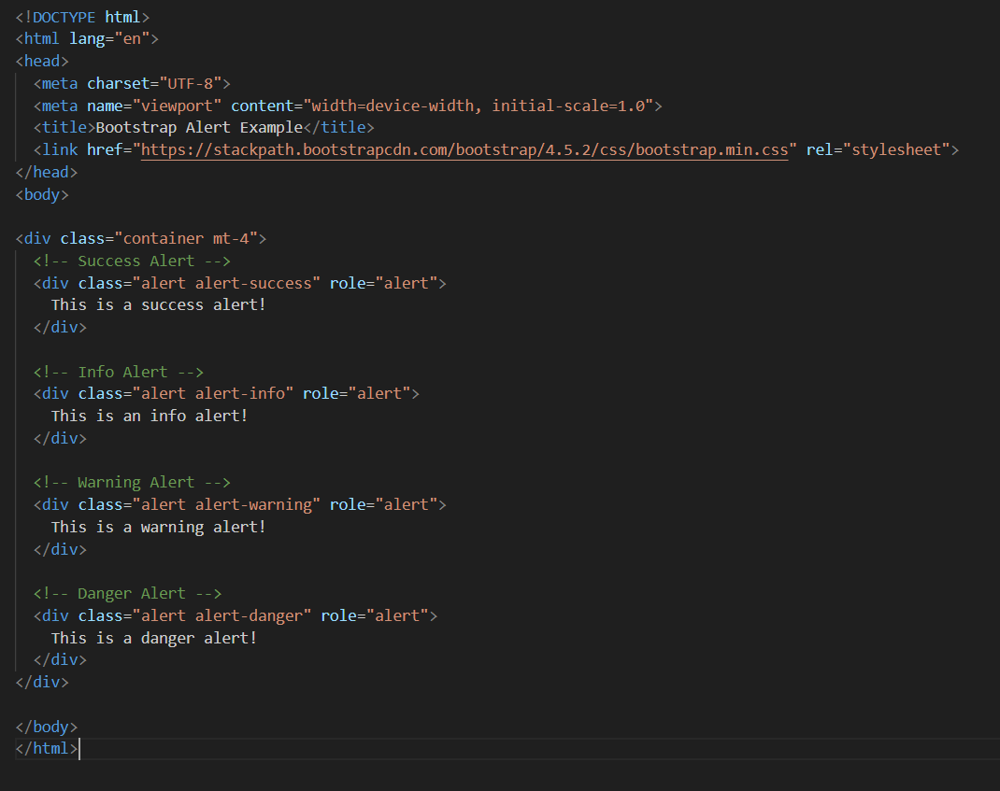 <!DOCTYPE html>
<html lang="en">
<head>
  <meta charset="UTF-8">
  <meta name="viewport" content="width=device-width, initial-scale=1.0">
  <title>Bootstrap Alert Example</title>
  <link href="https://stackpath.bootstrapcdn.com/bootstrap/4.5.2/css/bootstrap.min.css" rel="stylesheet">
</head>
<body>

<div class="container mt-4">
  <!-- Success Alert -->
  <div class="alert alert-success" role="alert">
    This is a success alert!
  </div>

  <!-- Info Alert -->
  <div class="alert alert-info" role="alert">
    This is an info alert!
  </div>

  <!-- Warning Alert -->
  <div class="alert alert-warning" role="alert">
    This is a warning alert!
  </div>

  <!-- Danger Alert -->
  <div class="alert alert-danger" role="alert">
    This is a danger alert!
  </div>
</div>

</body>
</html>